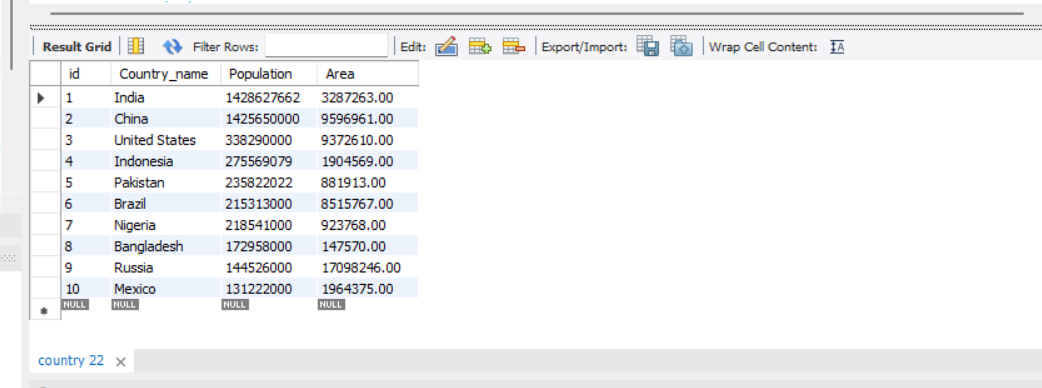 Result Grid Filter Rows: Edit: Export/Import: Wrap Cell Content: IA
id Country_name Population Area
1 India 1428627662 3287263.00
2 China 1425650000 9596961.00
3 United States 338290000 9372610.00
4 Indonesia 275569079 1904569.00
5 Pakistan 235822022 881913.00
6 Brazil 215313000 8515767.00
7 Nigeria 218541000 923768.00
8 Bangladesh 172958000 147570.00
9 Russia 144526000 17098246.00
10 Mexico 131222000 1964375.00
NULL NULL NULL NULL
country 22